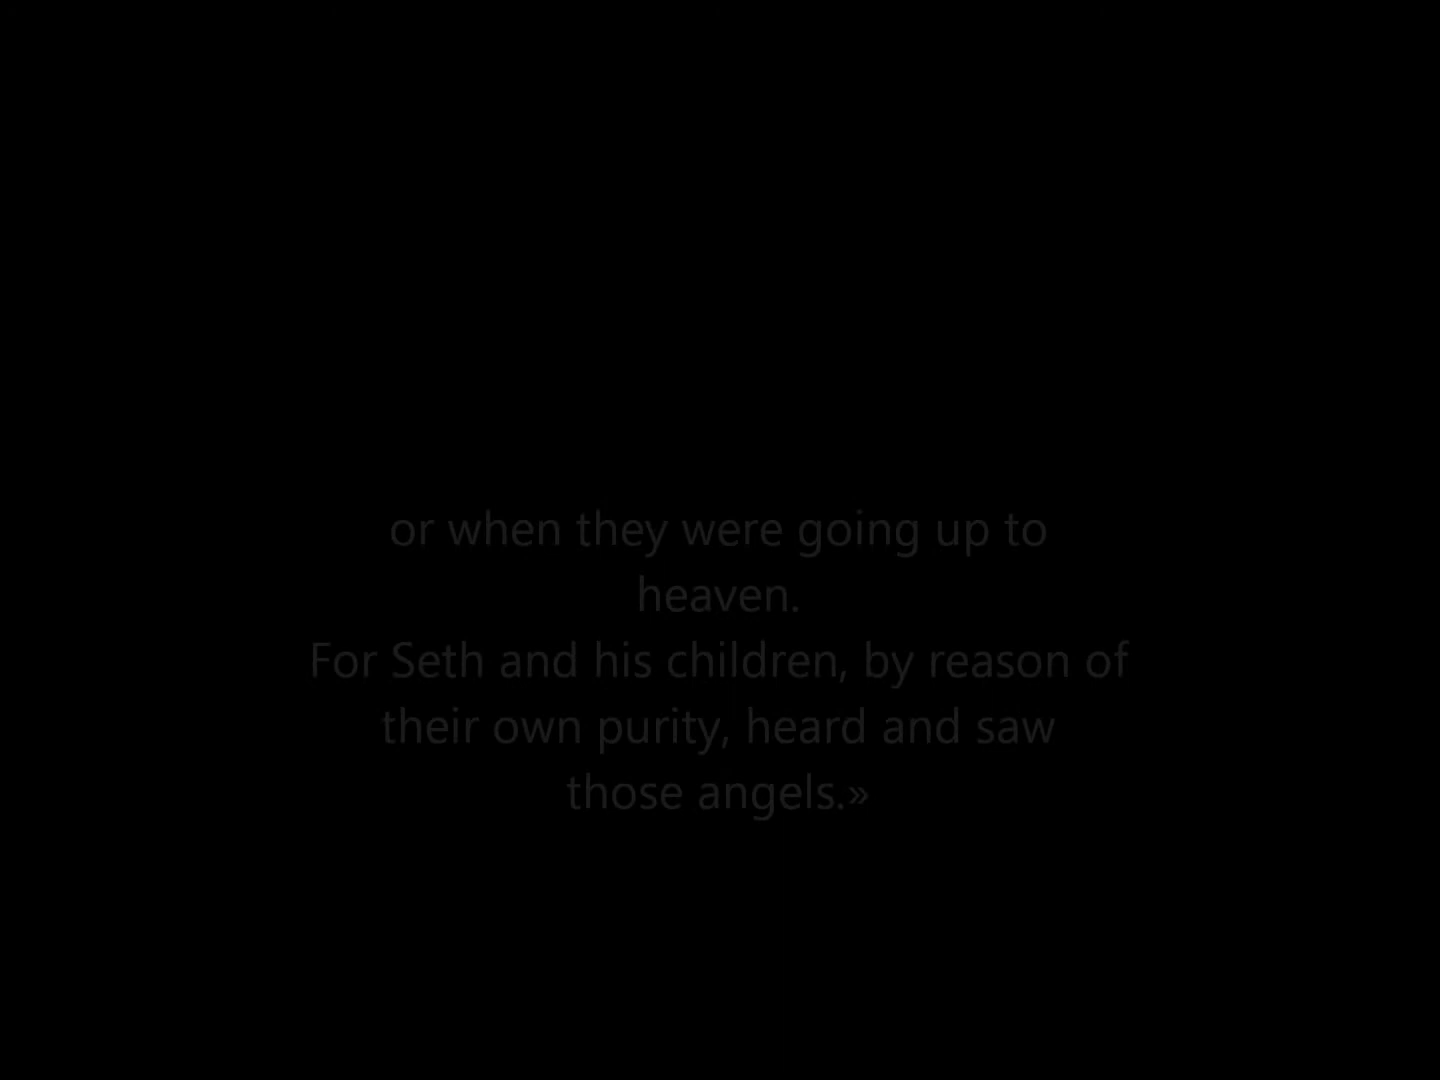 or when they were going up to
heaven.
For Seth and his children, by reason of
their own purity, heard and saw
those angels.»